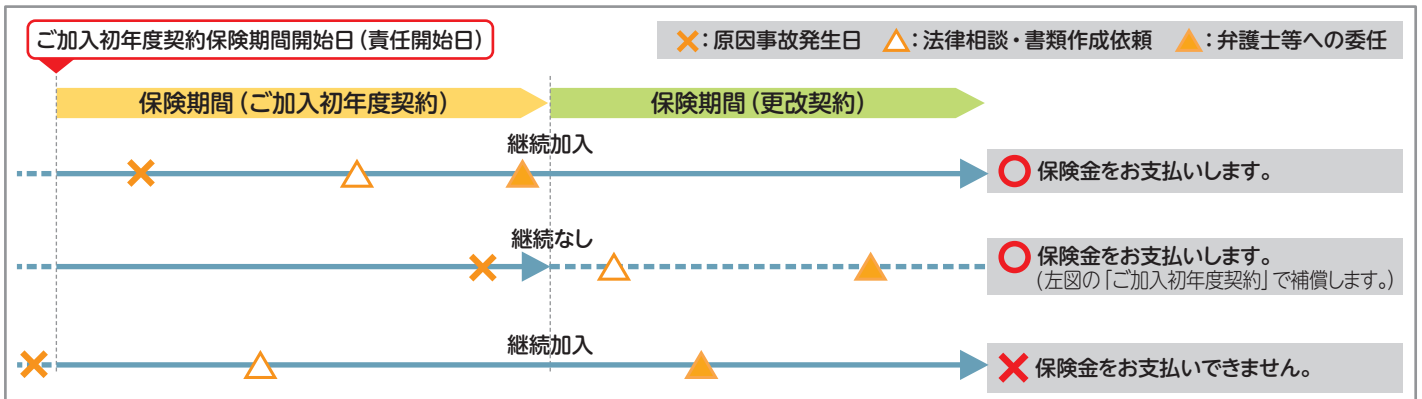 ご加入初年度契約保険期間開始日(責任開始日)
×:原因事故発生日 △:法律相談・書類作成依頼 ▲:弁護士等への委任
保険期間(ご加入初年度契約) 保険期間(更改契約)
継続加入
保険金をお支払いします。
継続なし
保険金をお支払いします。
(左図の「ご加入初年度契約」で補償します。)
継続加入
保険金をお支払いできません。